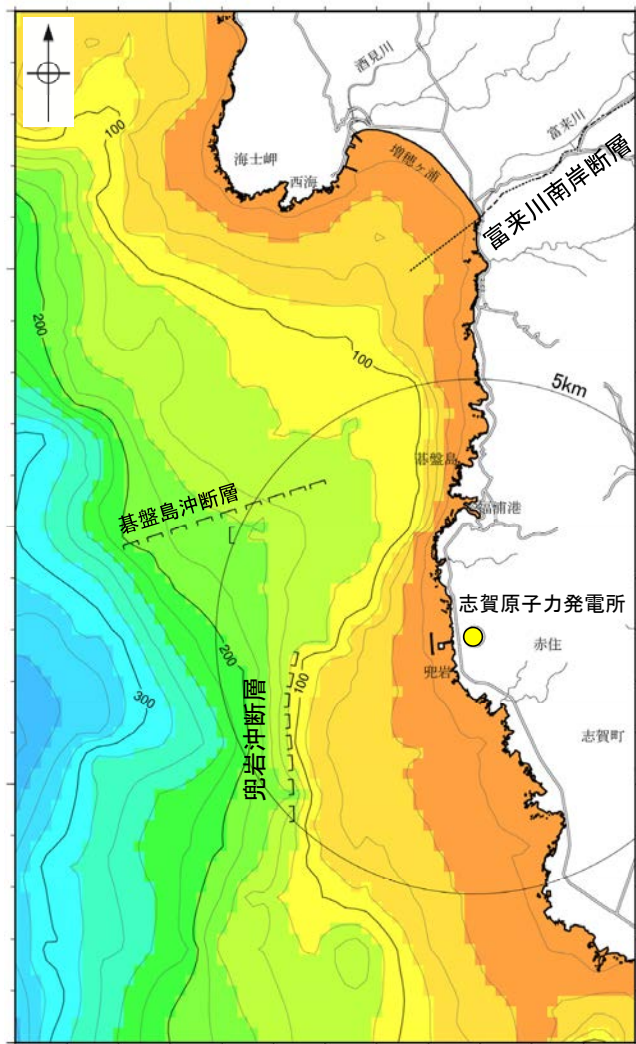 酒見川
100
富来川
海士岬
増穂ヶ浦
西海
富来川南岸断層
200
100
5km
碁盤島
碁盤島沖断層
福浦港
志賀原子力発電所
赤住
200
兜岩
100
300
兜岩沖断層
志賀町